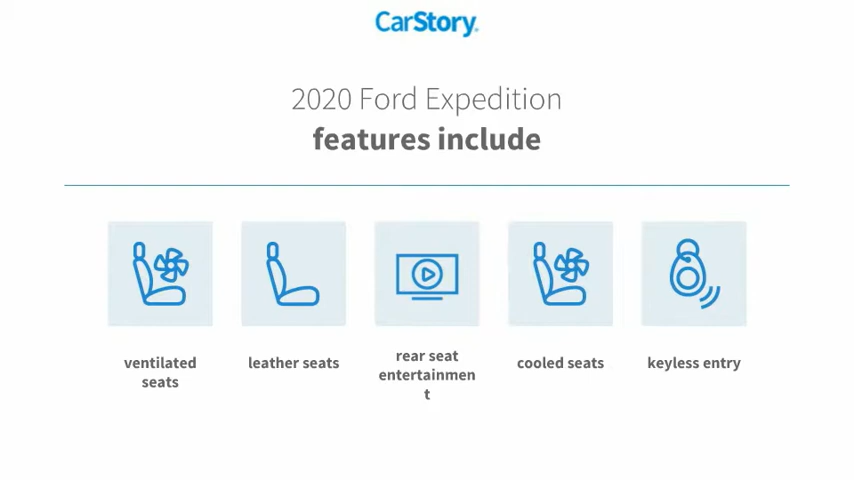 CarStory
2020 Ford Expedition
features include
ventilated
seats
leather seats
rear seat
entertainmen
t
cooled seats
keyless entry